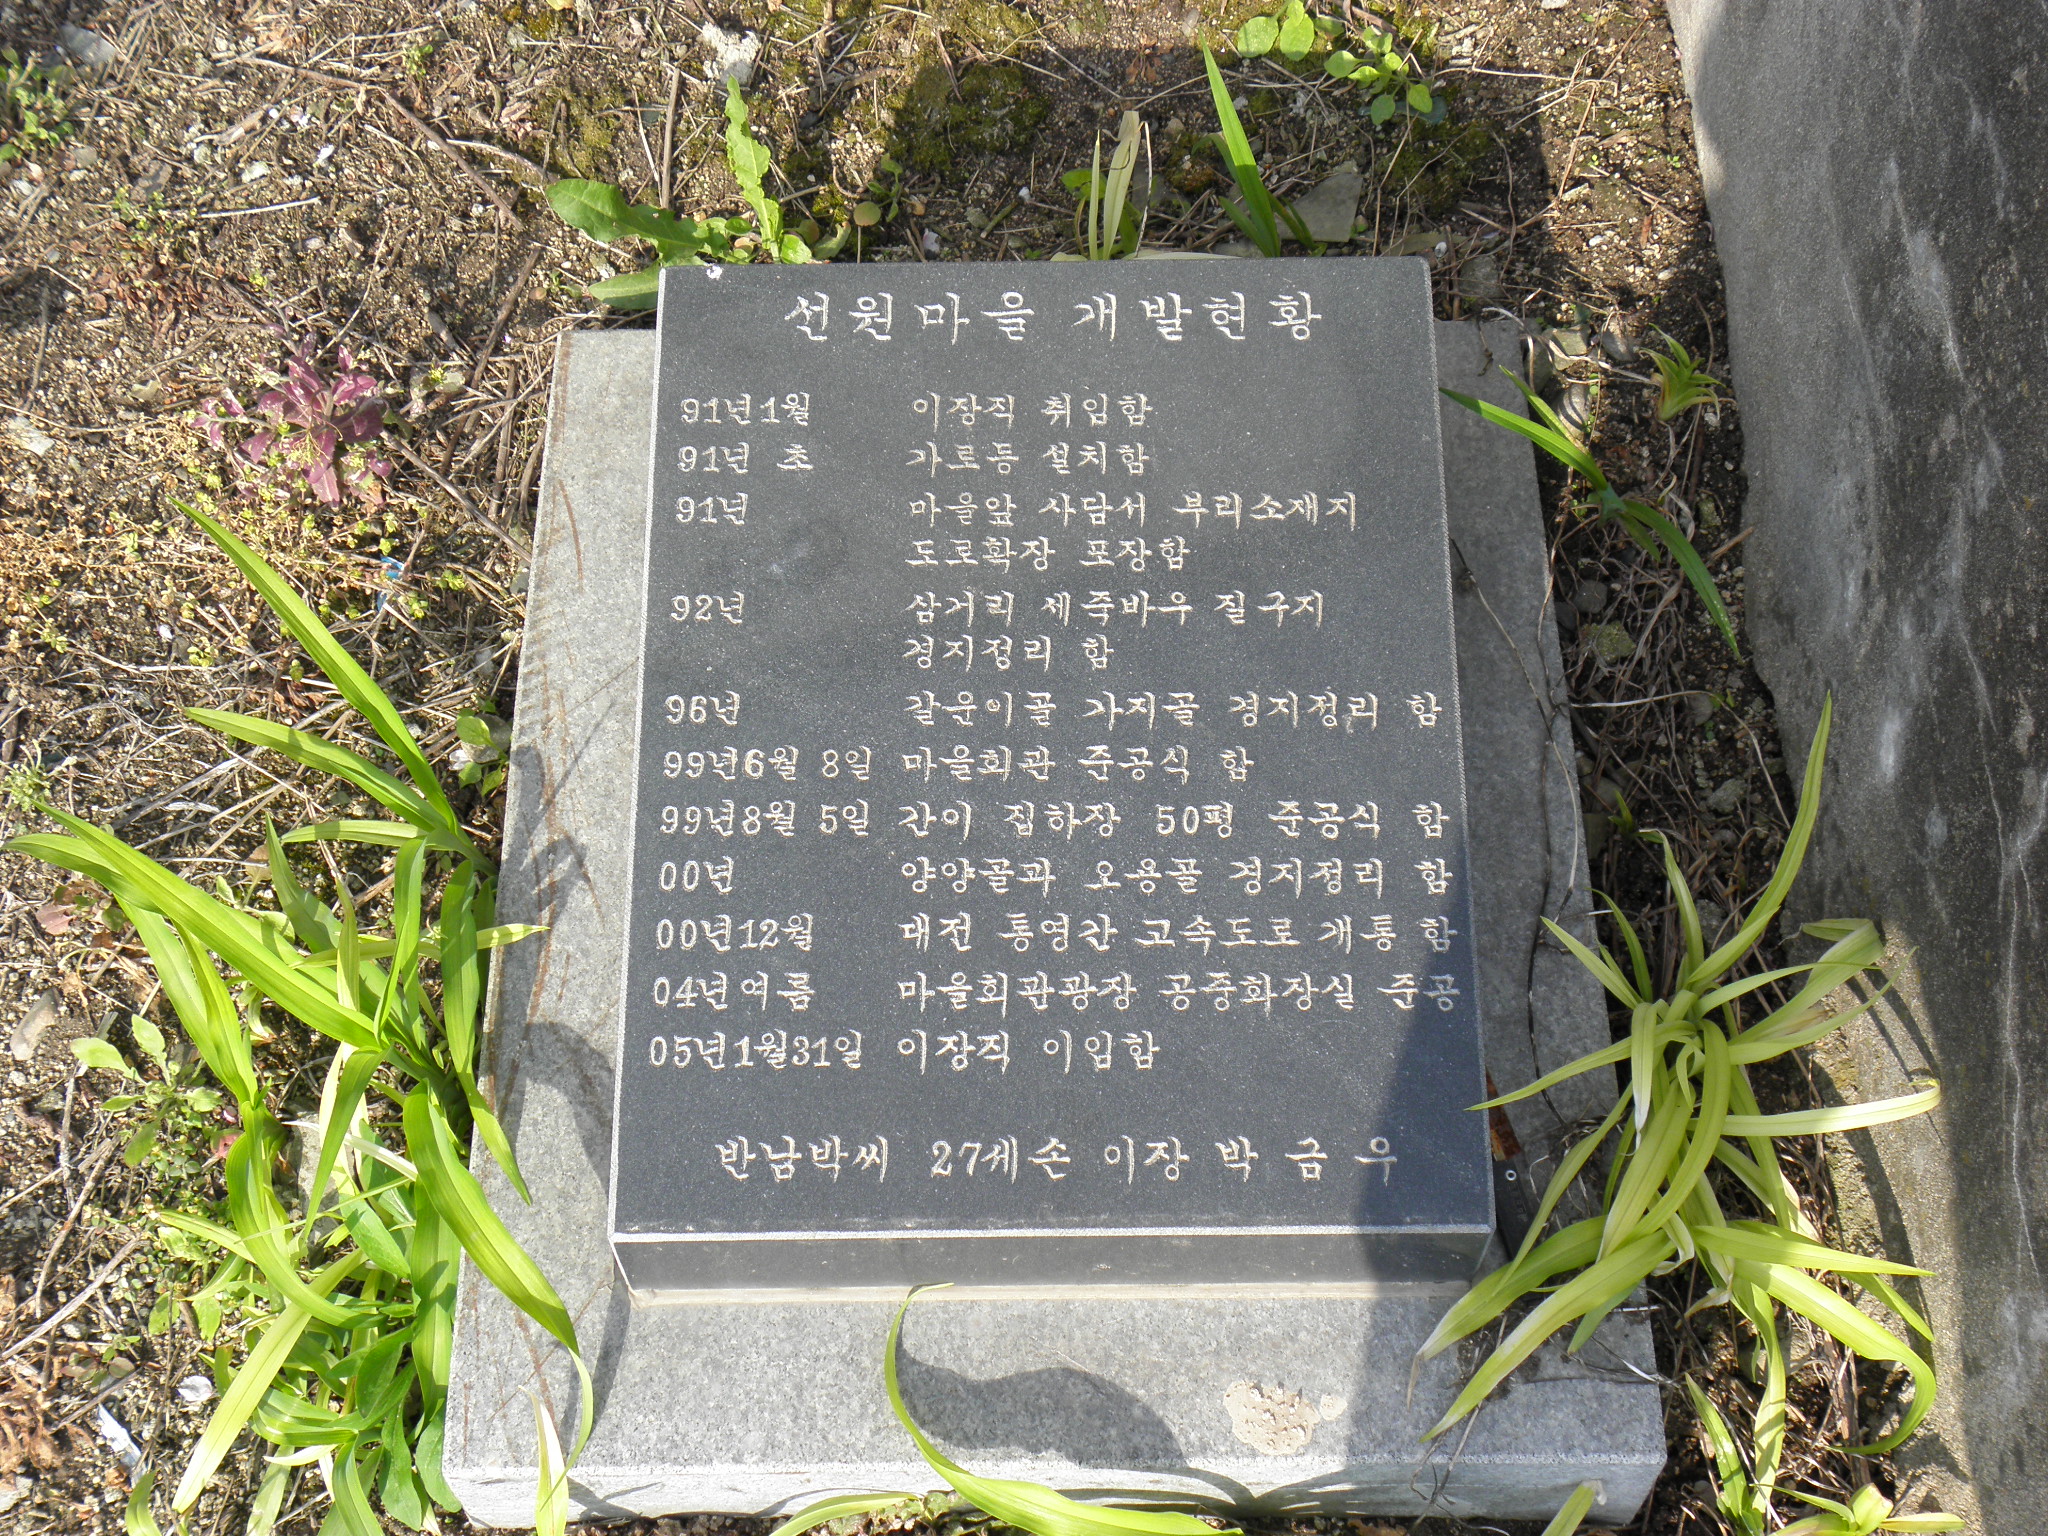 선원마을 개발현황
91년1월 이장직 취임함
91년 초 가로등 설치함
91년 마을앞 사담서 부리소재지
도로확장 포장함
92년 삼거리 세죽바우 질구지
경지정리 함
96년 갈운이골 가지골 경지정리 함
99년6월 8일 마을회관 준공식 함
99년8월 5일 간이 집하장 50평 준공식 함
00년 양양골과 오용골 경지정리 함
00년12월 대전 통영간 고속도로 개통 함
04년여름 마을회관광장 공중화장실 준공
05년1월31일 이장직 이임함
반남박씨 27세손 이장 박 금 우